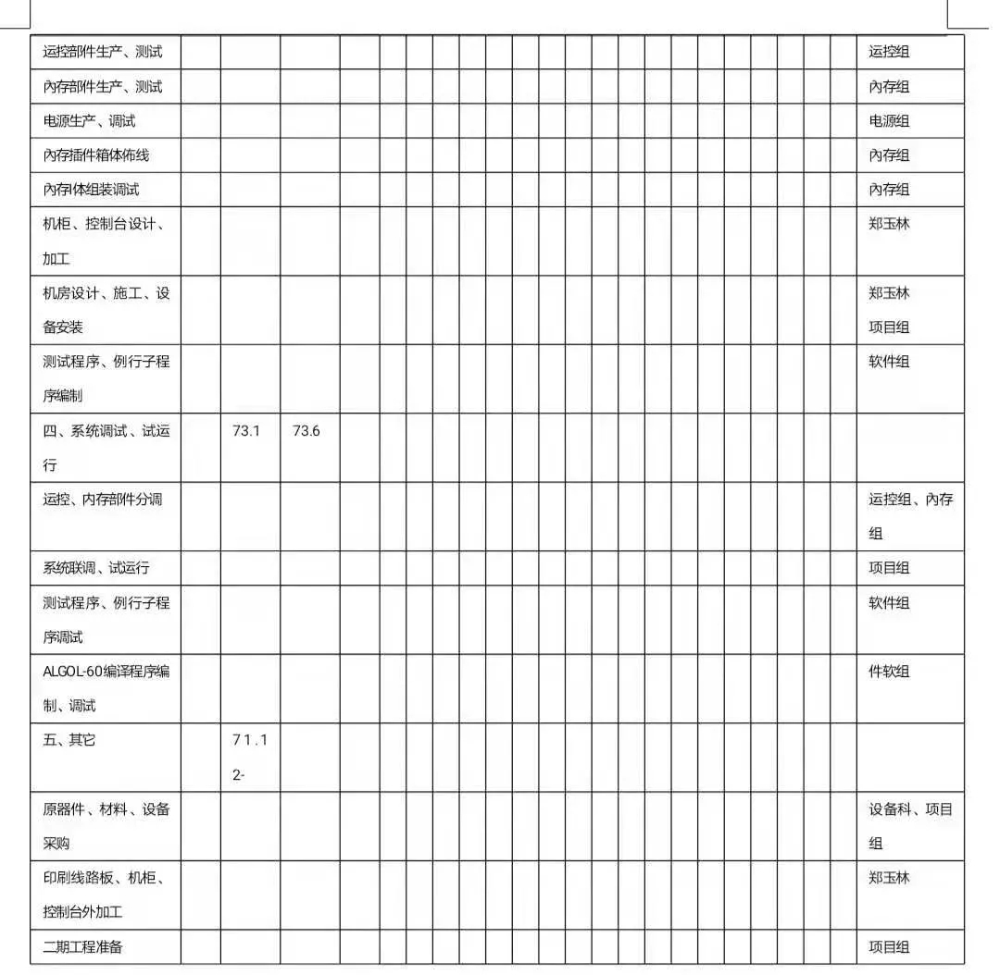 运控部件生产、测试 运控组
內存部件生产、测试 內存组
电源生产、调试 电源组
內存插件箱体佈线 內存组
內存I体组装调试 內存组
机柜、控制台设计、 郑玉林
加工
机房设计、施工、设 郑玉林
备安装 项目组
测试程序、例行子程 软件组
序编制
四、系统调试、试运 73.1 73.6
行
运控、内存部件分调 运控组、內存
组
系统联调、试运行 项目组
测试程序、例行子程 软件组
序调试
ALGOL-60编译程序编 件软组
制、调试
五、其它 71.1
2-
原器件、材料、设备 设备科、项目
采购 组
印刷线路板、机柜、 郑玉林
控制台外加工
二期工程准备 项目组